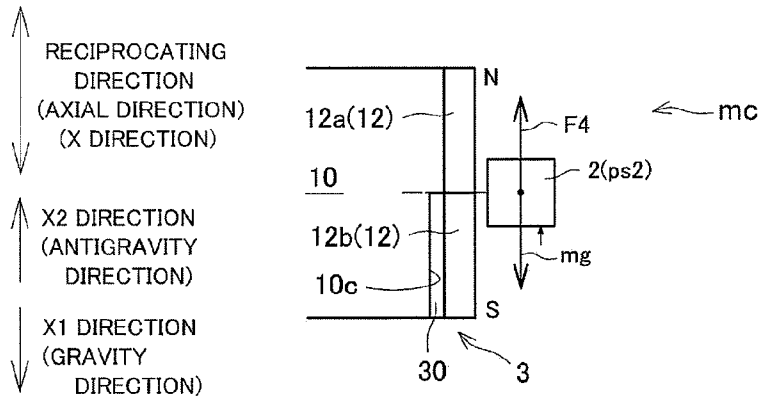 RECIPROCATING
DIRECTION
(AXIAL DIRECTION)
(X DIRECTION)
X2 DIRECTION
(ANTIGRAVITY
DIRECTION)
X1 DIRECTION
(GRAVITY
DIRECTION)
N
12a(12)
F4
mc
10
2(ps2)
12b(12)
mg
10c
S
30
3